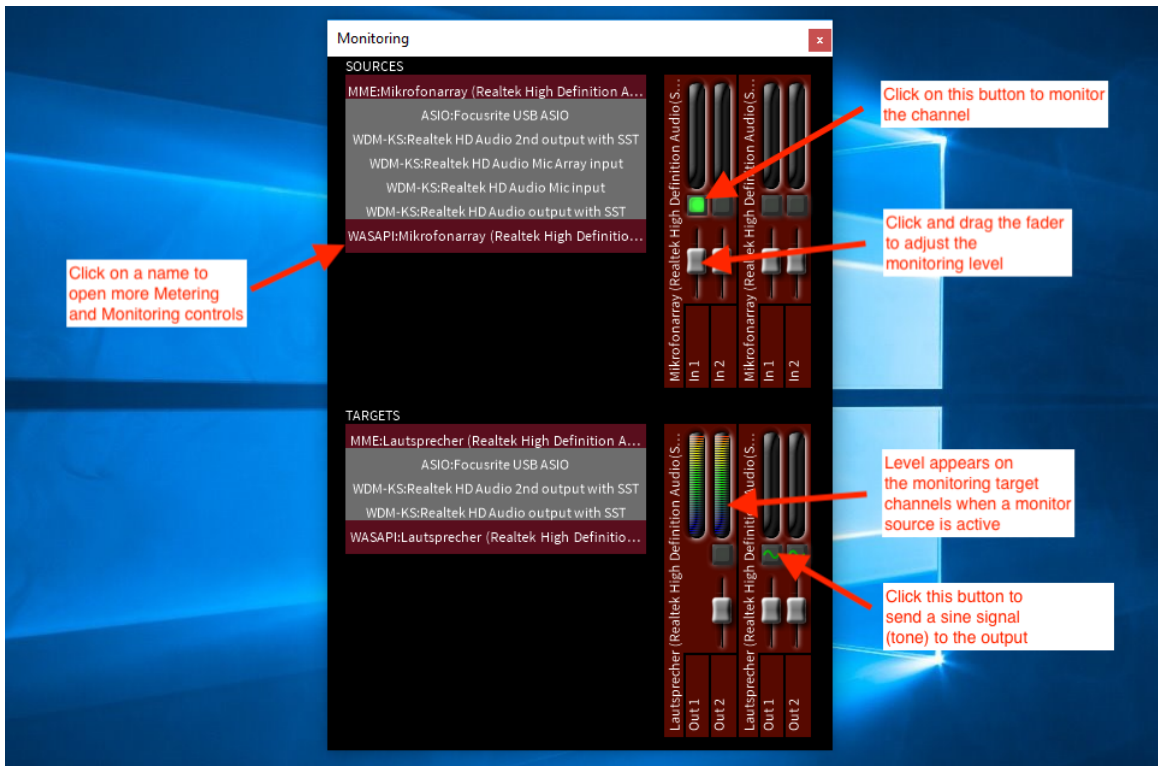 Monitoring
x
SOURCES
MME:Mikrofonarray (Realtek High Definition A...
ASIO:Focusrite USB ASIO
WDM-KS:Realtek HD Audio 2nd output with SST
WDM-KS:Realtek HD Audio Mic Array input
WDM-KS:Realtek HD Audio Mic input
WDM-KS:Realtek HD Audio output with SST
WASAPI:Mikrofonarray (Realtek High Definitio...
Mikrofonarray (Realtek High Definition Audio(S...
In 1
In 2
Mikrofonarray (Realtek High Definition Audio(S...
In 1
In 2
Click on this button to monitor
the channel
Click and drag the fader
to adjust the
monitoring level
Click on a name to
open more Metering
and Monitoring controls
TARGETS
MME:Lautsprecher (Realtek High Definition A...
ASIO:Focusrite USB ASIO
WDM-KS:Realtek HD Audio 2nd output with SST
WDM-KS:Realtek HD Audio output with SST
WASAPI:Lautsprecher (Realtek High Definitio...
Lautsprecher (Realtek High Definition Audio(S...
Out 1
Out 2
Lautsprecher (Realtek High Definition Audio(S...
Out 1
Out 2
Level appears on
the monitoring target
channels when a monitor
source is active
Click this button to
send a sine signal
(tone) to the output